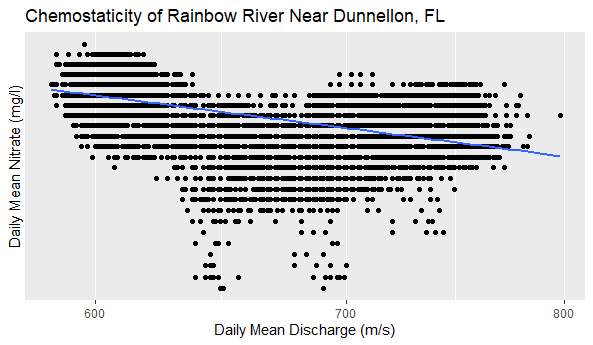 Chemostaticity of Rainbow River Near Dunnellon, FL
Daily Mean Nitrate (mg/l)
600
700
800
Daily Mean Discharge (m/s)